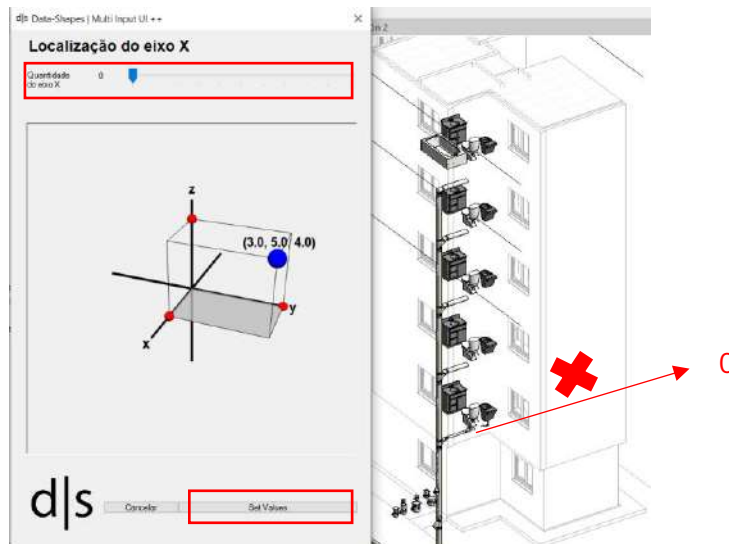 d|s Data-Shapes | Multi Input UI ++
Localização do eixo X
Quantidade
do eixo X
0
z
(3.0, 5.0, 4.0)
y
x
d|s
Cancelar
Set Values